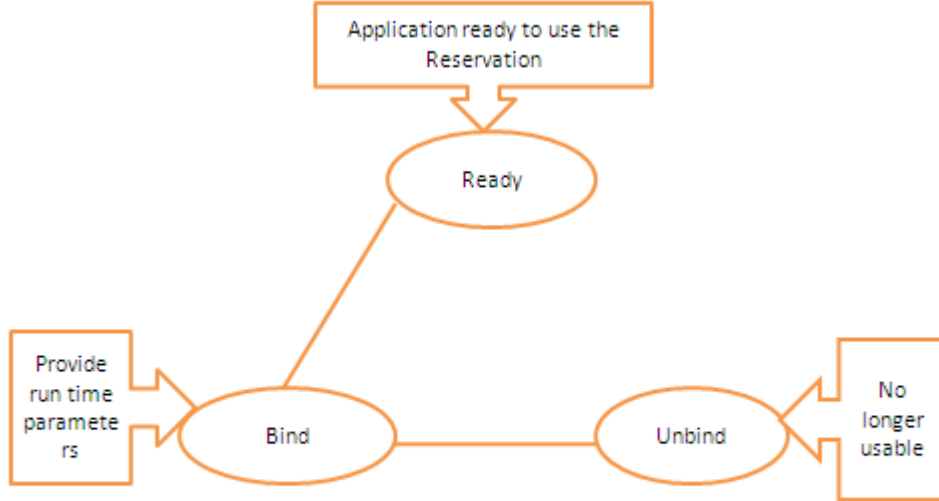 Application ready to use the
Reservation
Ready
Provide
run time
paramete
rs
Bind
Unbind
No
longer
usable